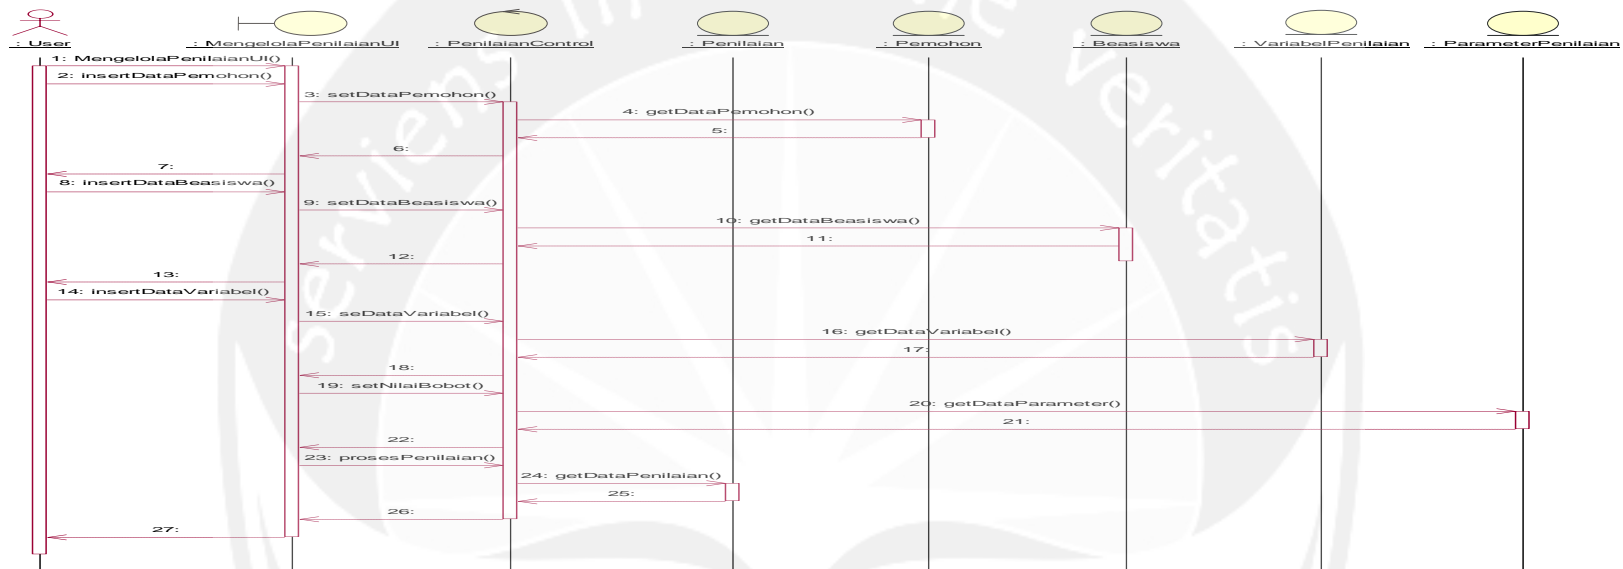 : User
: MengelolaPenilaianUI
: PenilaianControl
: Penilaian
: Pemohon
: Beasiswa
: VariabelPenilaian
: ParameterPenilaian
1: MengelolaPenilaianUI()
2: insertDataPemohon()
3: setDataPemohon()
4: getDataPemohon()
5:
6:
7:
8: insertDataBeasiswa()
9: setDataBeasiswa()
10: getDataBeasiswa()
11:
12:
13:
14: insertDataVariabel()
15: seDataVariabel()
16: getDataVariabel()
17:
18:
19: setNilaiBobot()
20: getDataParameter()
21:
22:
23: prosesPenilaian()
24: getDataPenilaian()
25:
26:
27:
serviens
veritatis